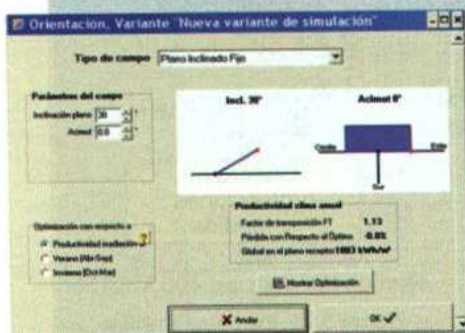 Orientación, Variante "Nueva variante de simulación"
Tipo de campo Plano Inclinado Fijo
Parámetros del campo
Inclinación plano 30 °
Acimut 0.0 °
Incl. 30°
Acimut 0°
Oeste
Este
Sur
Optimización con respecto a
Productividad irradiación
Verano (Abr-Sep)
Invierno (Oct-Mar)
Productividad clima anual
Factor de transposición FT 1.13
Pérdida con Respecto al Óptimo -0.0%
Global en el plano receptor kWh/m²
Mostrar Optimización
Anular
OK